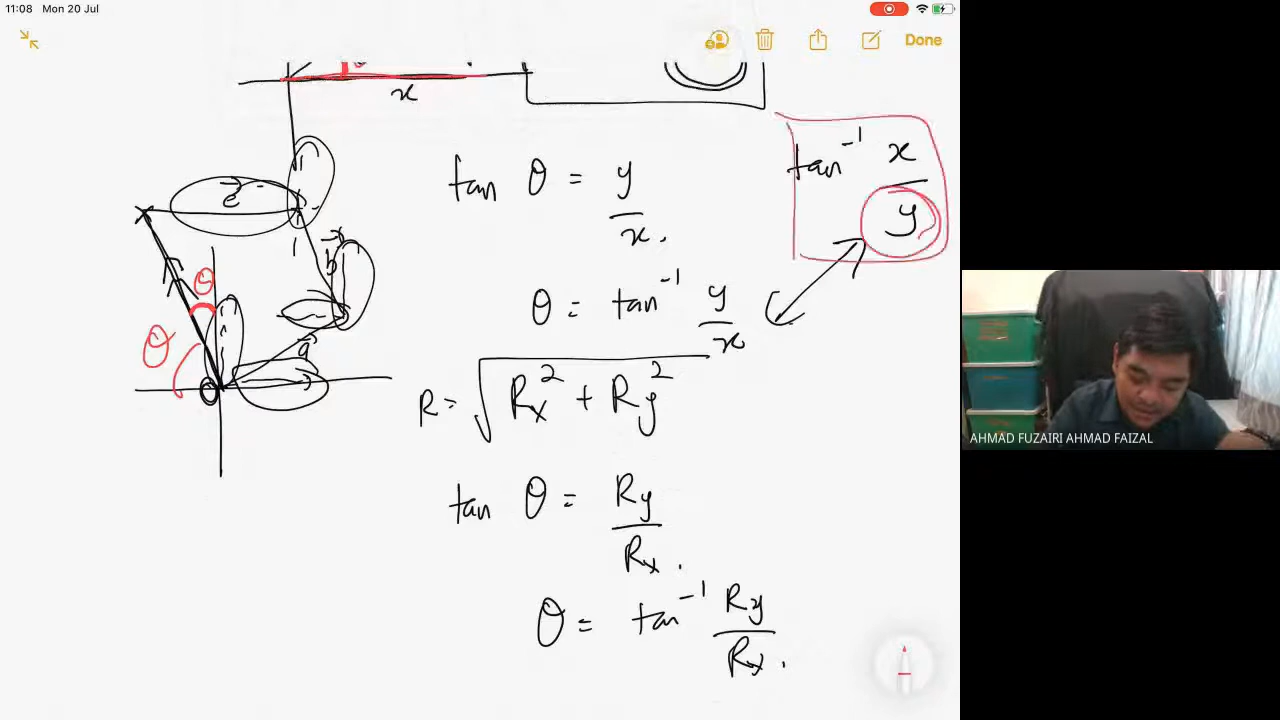 11:08 Mon 20 Jul
Done
x
tan θ = y/x.
tan⁻¹ x/y
θ = tan⁻¹ y/x
R = √(Rx² + Ry²)
tan θ = Ry/Rx.
θ = tan⁻¹ Ry/Rx.
c
b
a
θ
θ
O
AHMAD FUZAIRI AHMAD FAIZAL